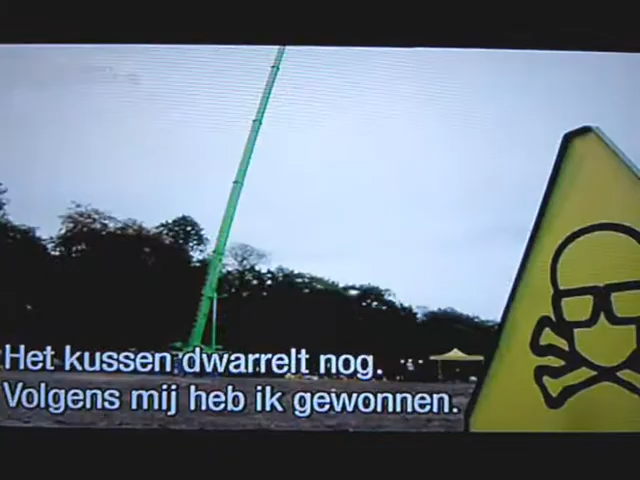 Het kussen dwarrelt nog.
Volgens mij heb ik gewonnen.